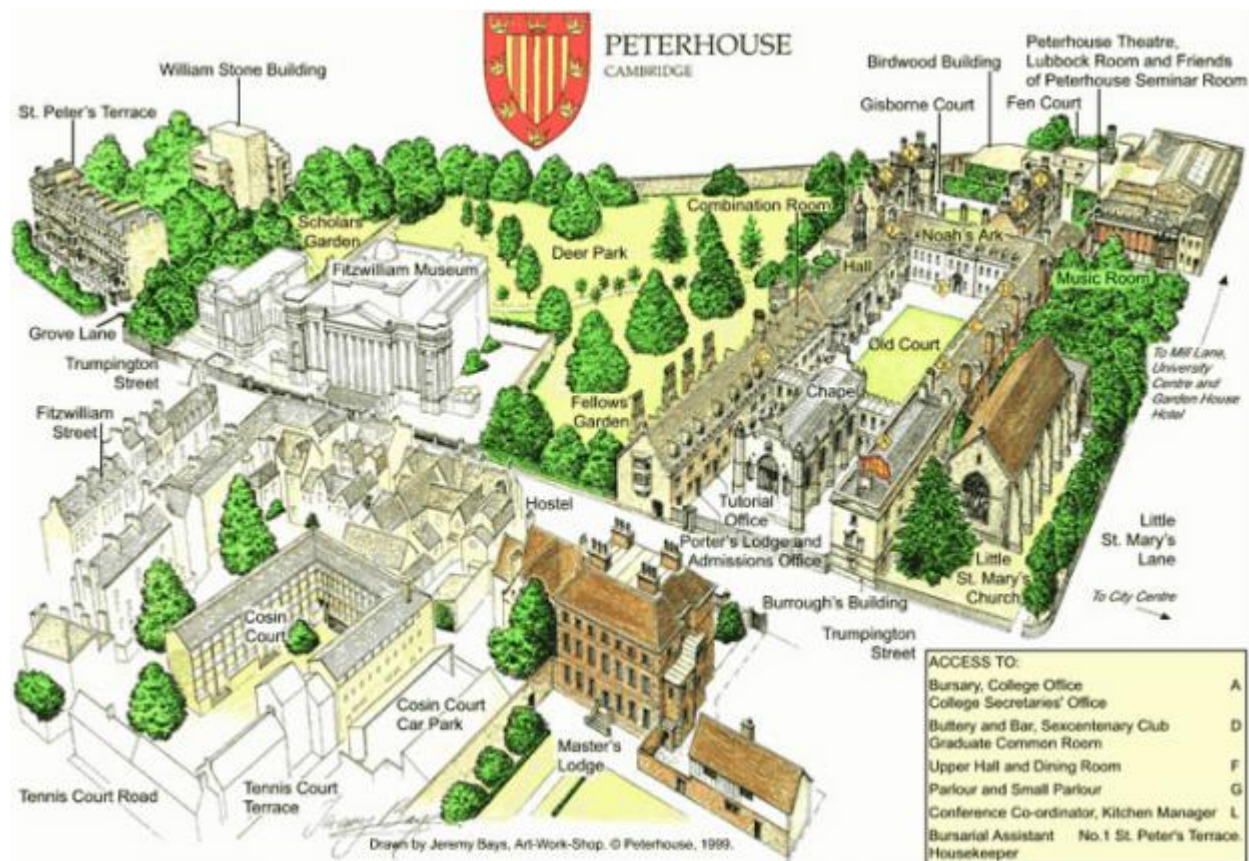 PETERHOUSE
CAMBRIDGE
William Stone Building
St. Peter's Terrace
Birdwood Building
Peterhouse Theatre,
Lubbock Room and Friends
of Peterhouse Seminar Room
Gisborne Court
Fen Court
Scholars
Garden
Combination Room
Deer Park
Noah's Ark
Fitzwilliam Museum
Hall
Music Room
Grove Lane
Trumpington
Street
Old Court
To Mill Lane,
University
Centre and
Garden House
Hotel
Chapel
Fellows
Garden
Fitzwilliam
Street
Hostel
Tutorial
Office
Porter's Lodge and
Admissions Office
Little
St. Mary's
Lane
Little
St. Mary's
Church
To City Centre
Burrough's Building
Trumpington
Street
Cosin
Court
Cosin Court
Car Park
Master's
Lodge
Tennis Court Road
Tennis Court
Terrace
Jeremy Bays
Drawn by Jeremy Bays, Art-Work-Shop. © Peterhouse, 1999.
ACCESS TO:
Bursary, College Office A
College Secretaries' Office
Buttery and Bar, Sexcentenary Club D
Graduate Common Room
Upper Hall and Dining Room F
Parlour and Small Parlour G
Conference Co-ordinator, Kitchen Manager L
Bursarial Assistant No.1 St. Peter's Terrace.
Housekeeper